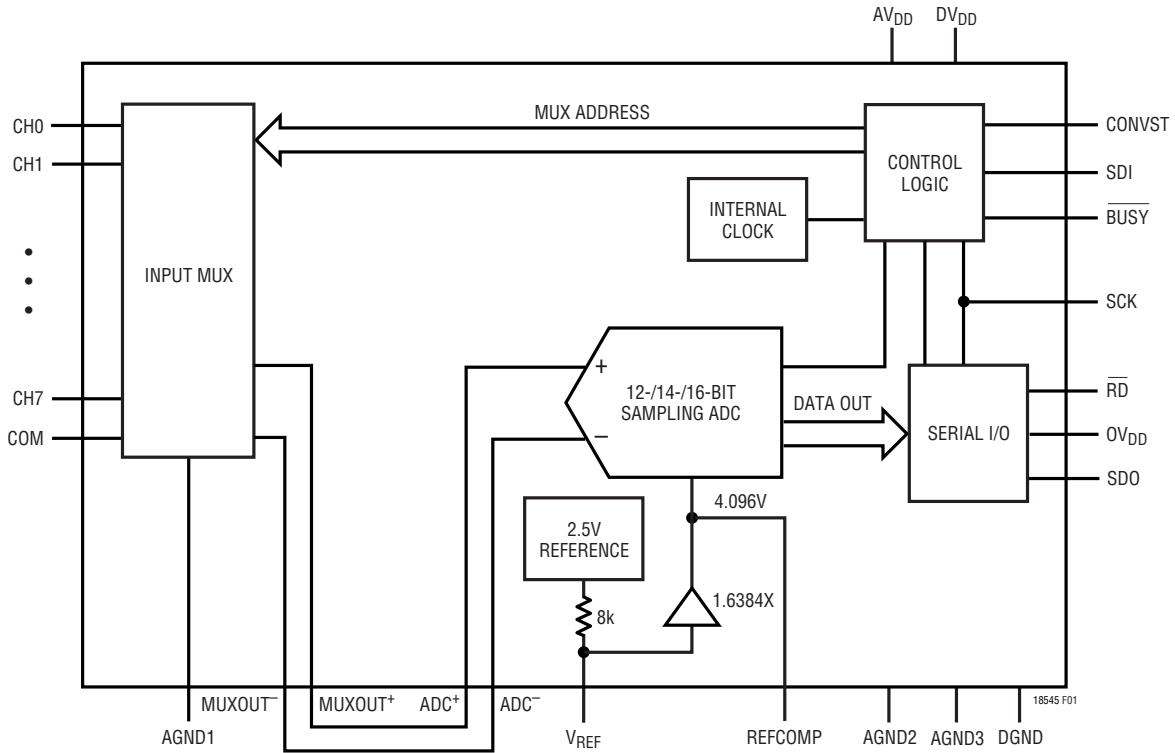 AVDD DVDD
CH0
CH1
CH7
COM
INPUT MUX
MUX ADDRESS
INTERNAL
CLOCK
CONTROL
LOGIC
CONVST
SDI
BUSY
SCK
RD
OVDD
SDO
+
−
12-/14-/16-BIT
SAMPLING ADC
DATA OUT
SERIAL I/O
4.096V
2.5V
REFERENCE
8k
1.6384X
MUXOUT− MUXOUT+ ADC+ ADC−
18545 F01
AGND1 VREF REFCOMP AGND2 AGND3 DGND